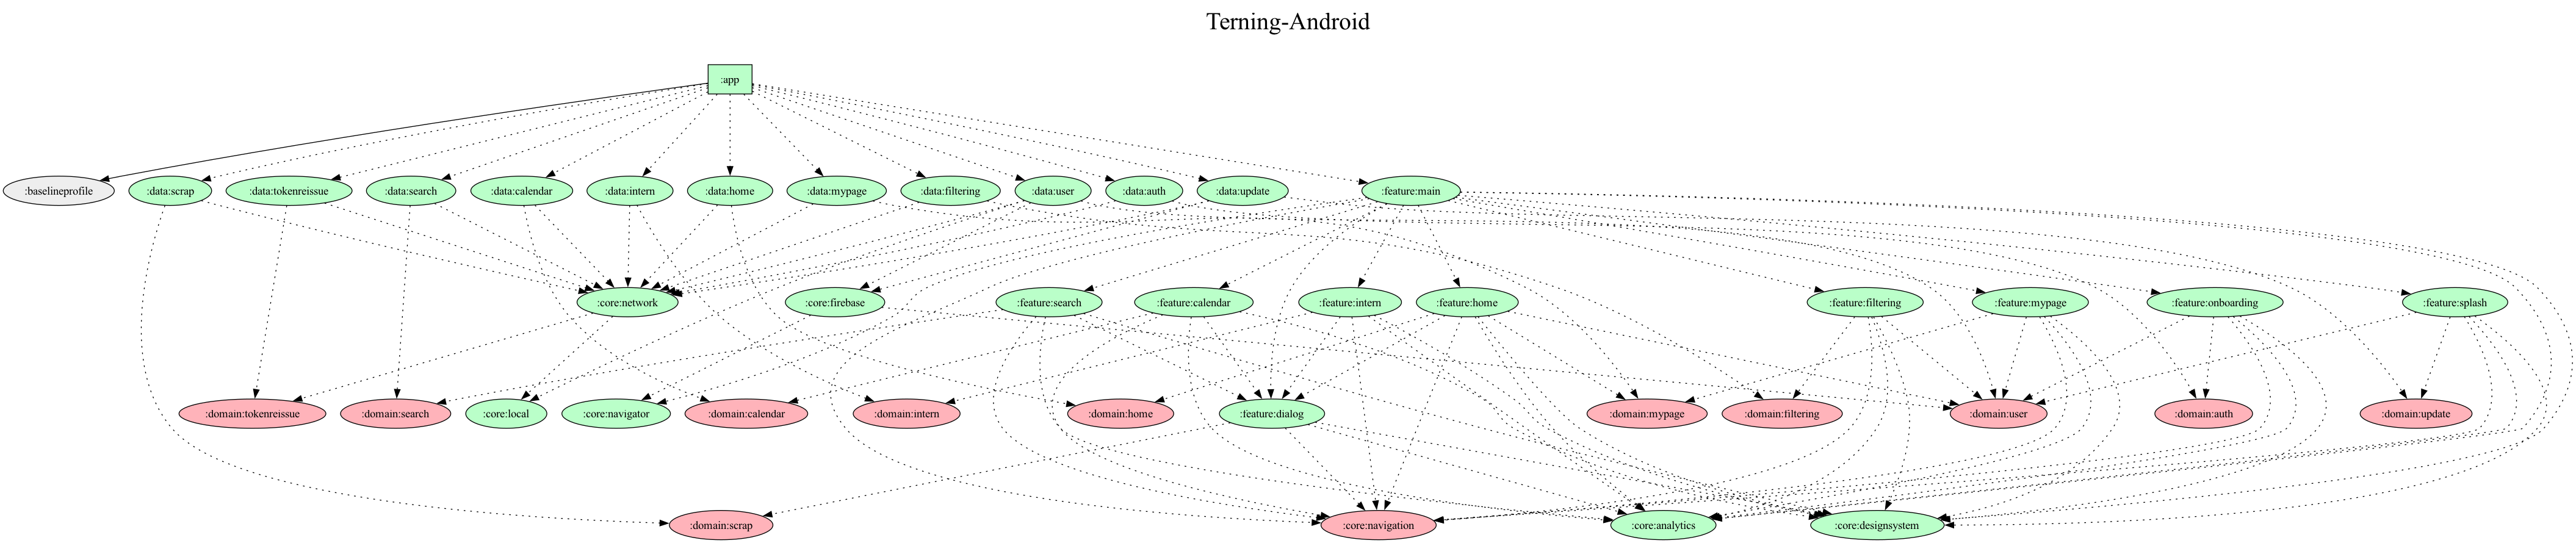 Terning-Android
:app
:baselineprofile
:data:scrap
:data:tokenreissue
:data:search
:data:calendar
:data:intern
:data:home
:data:mypage
:data:filtering
:data:user
:data:auth
:data:update
:feature:main
:core:network
:core:firebase
:feature:search
:feature:calendar
:feature:intern
:feature:home
:feature:filtering
:feature:mypage
:feature:onboarding
:feature:splash
:domain:tokenreissue
:domain:search
:core:local
:core:navigator
:domain:calendar
:domain:intern
:domain:home
:feature:dialog
:domain:mypage
:domain:filtering
:domain:user
:domain:auth
:domain:update
:domain:scrap
:core:navigation
:core:analytics
:core:designsystem